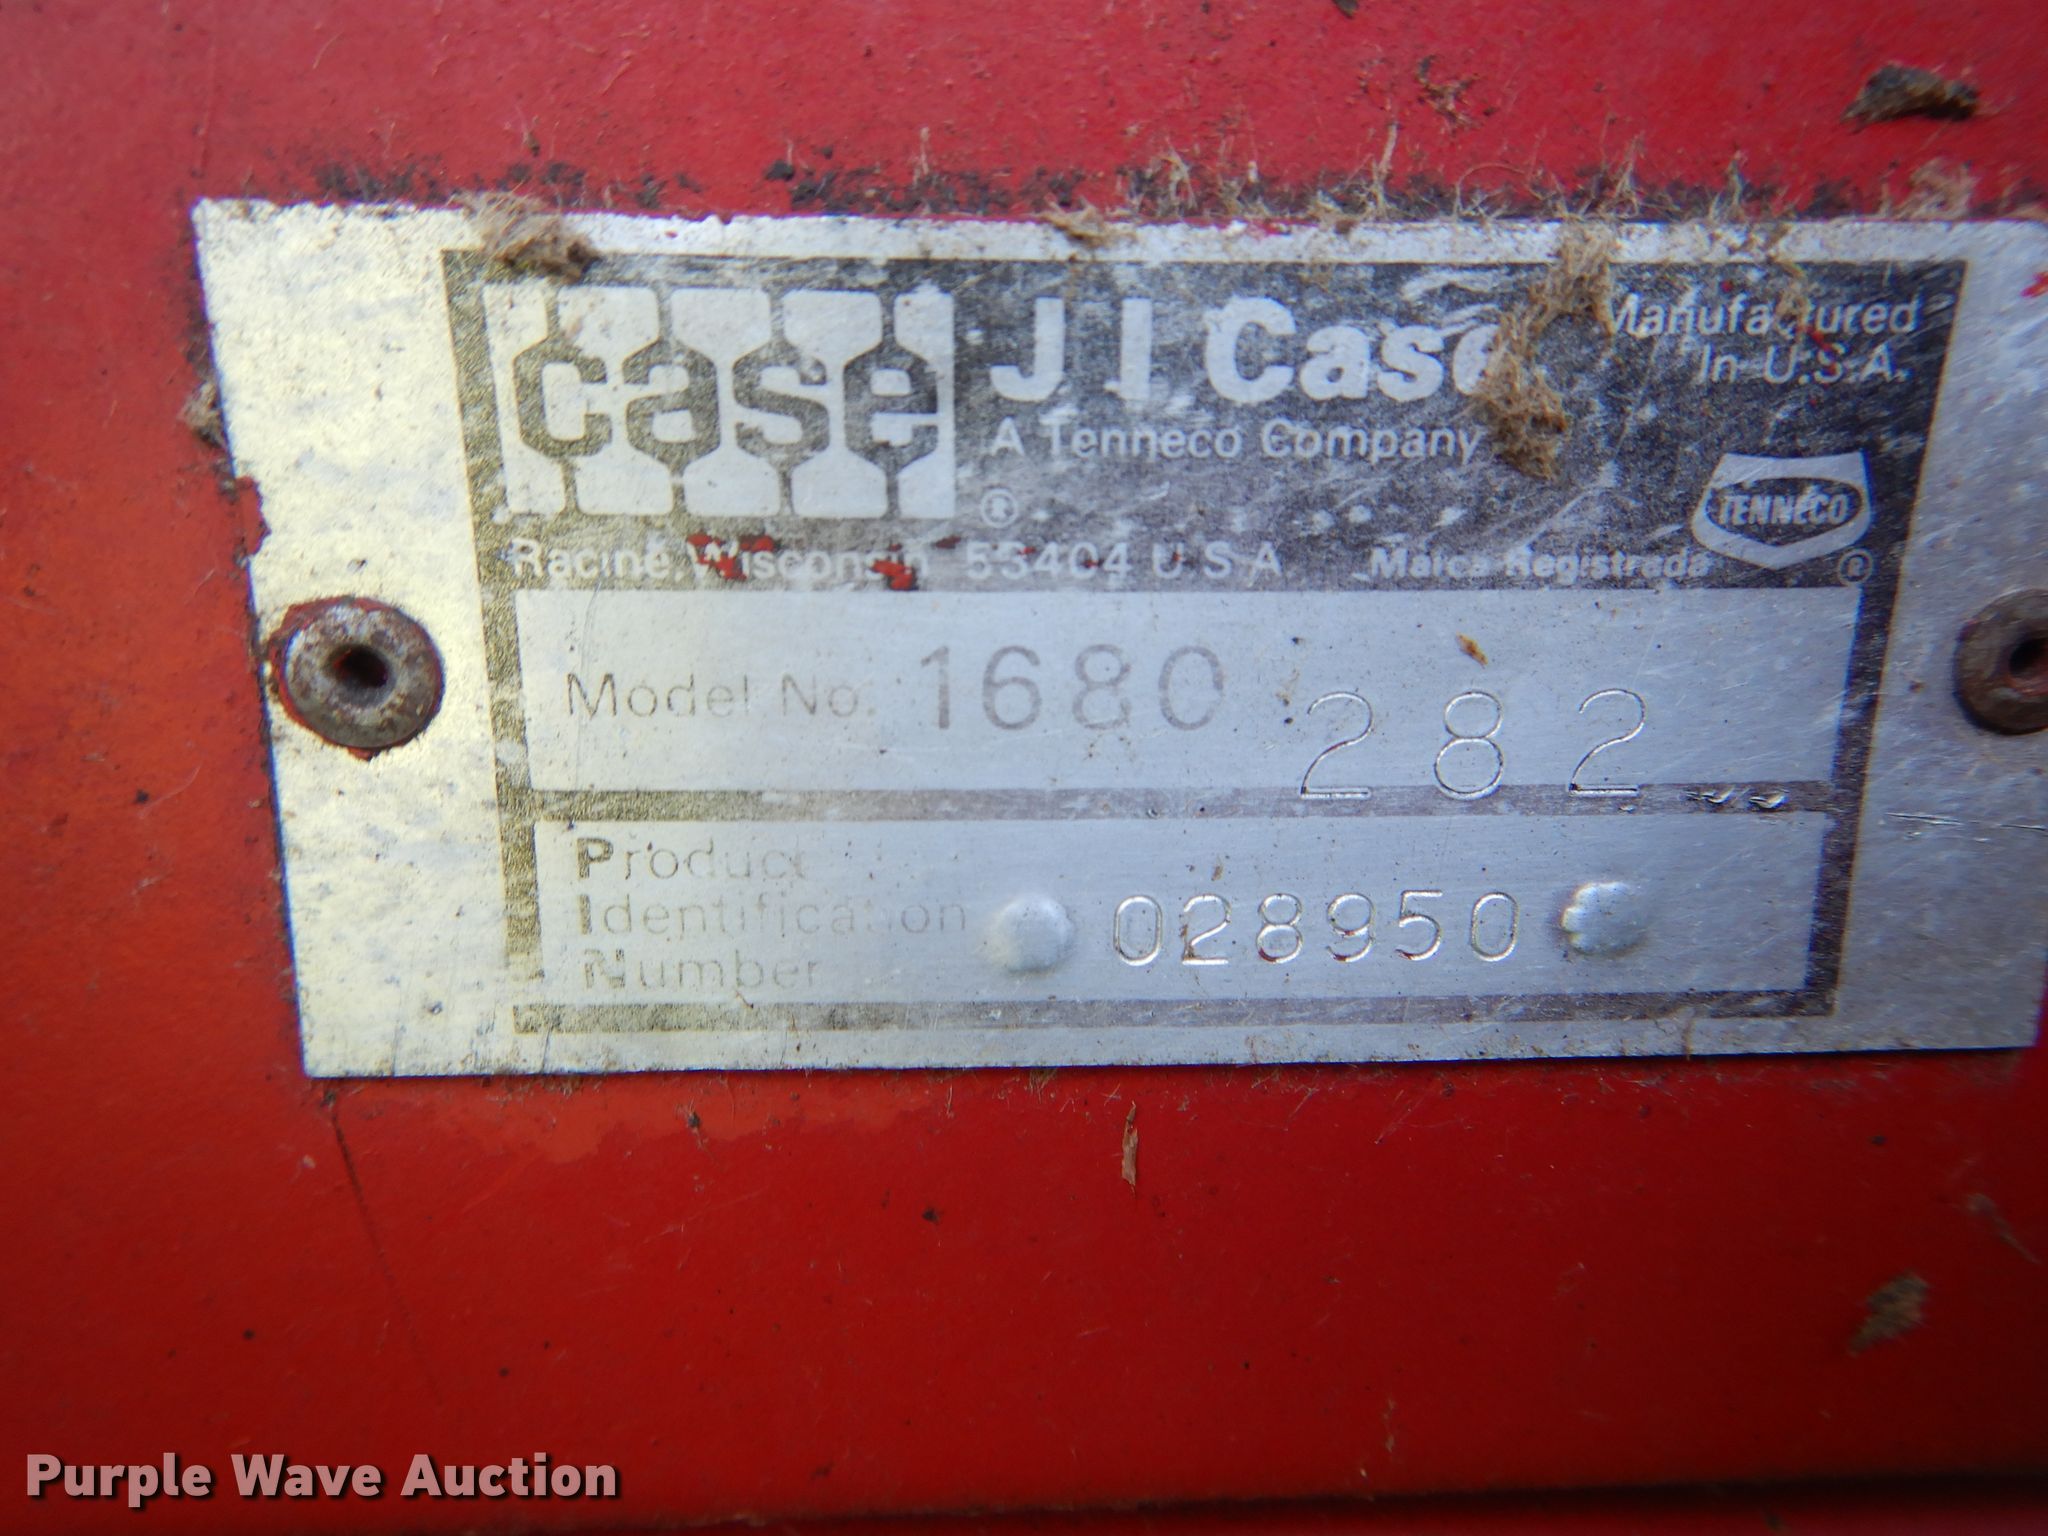 case
J I Case
A Tenneco Company
®
Manufactured
In U.S.A.
TENNECO
®
Racine, Wisconsin 53404 U S A
Marca Registrada
Model No. 1680
282
Product
Identification
Number
028950
Purple Wave Auction